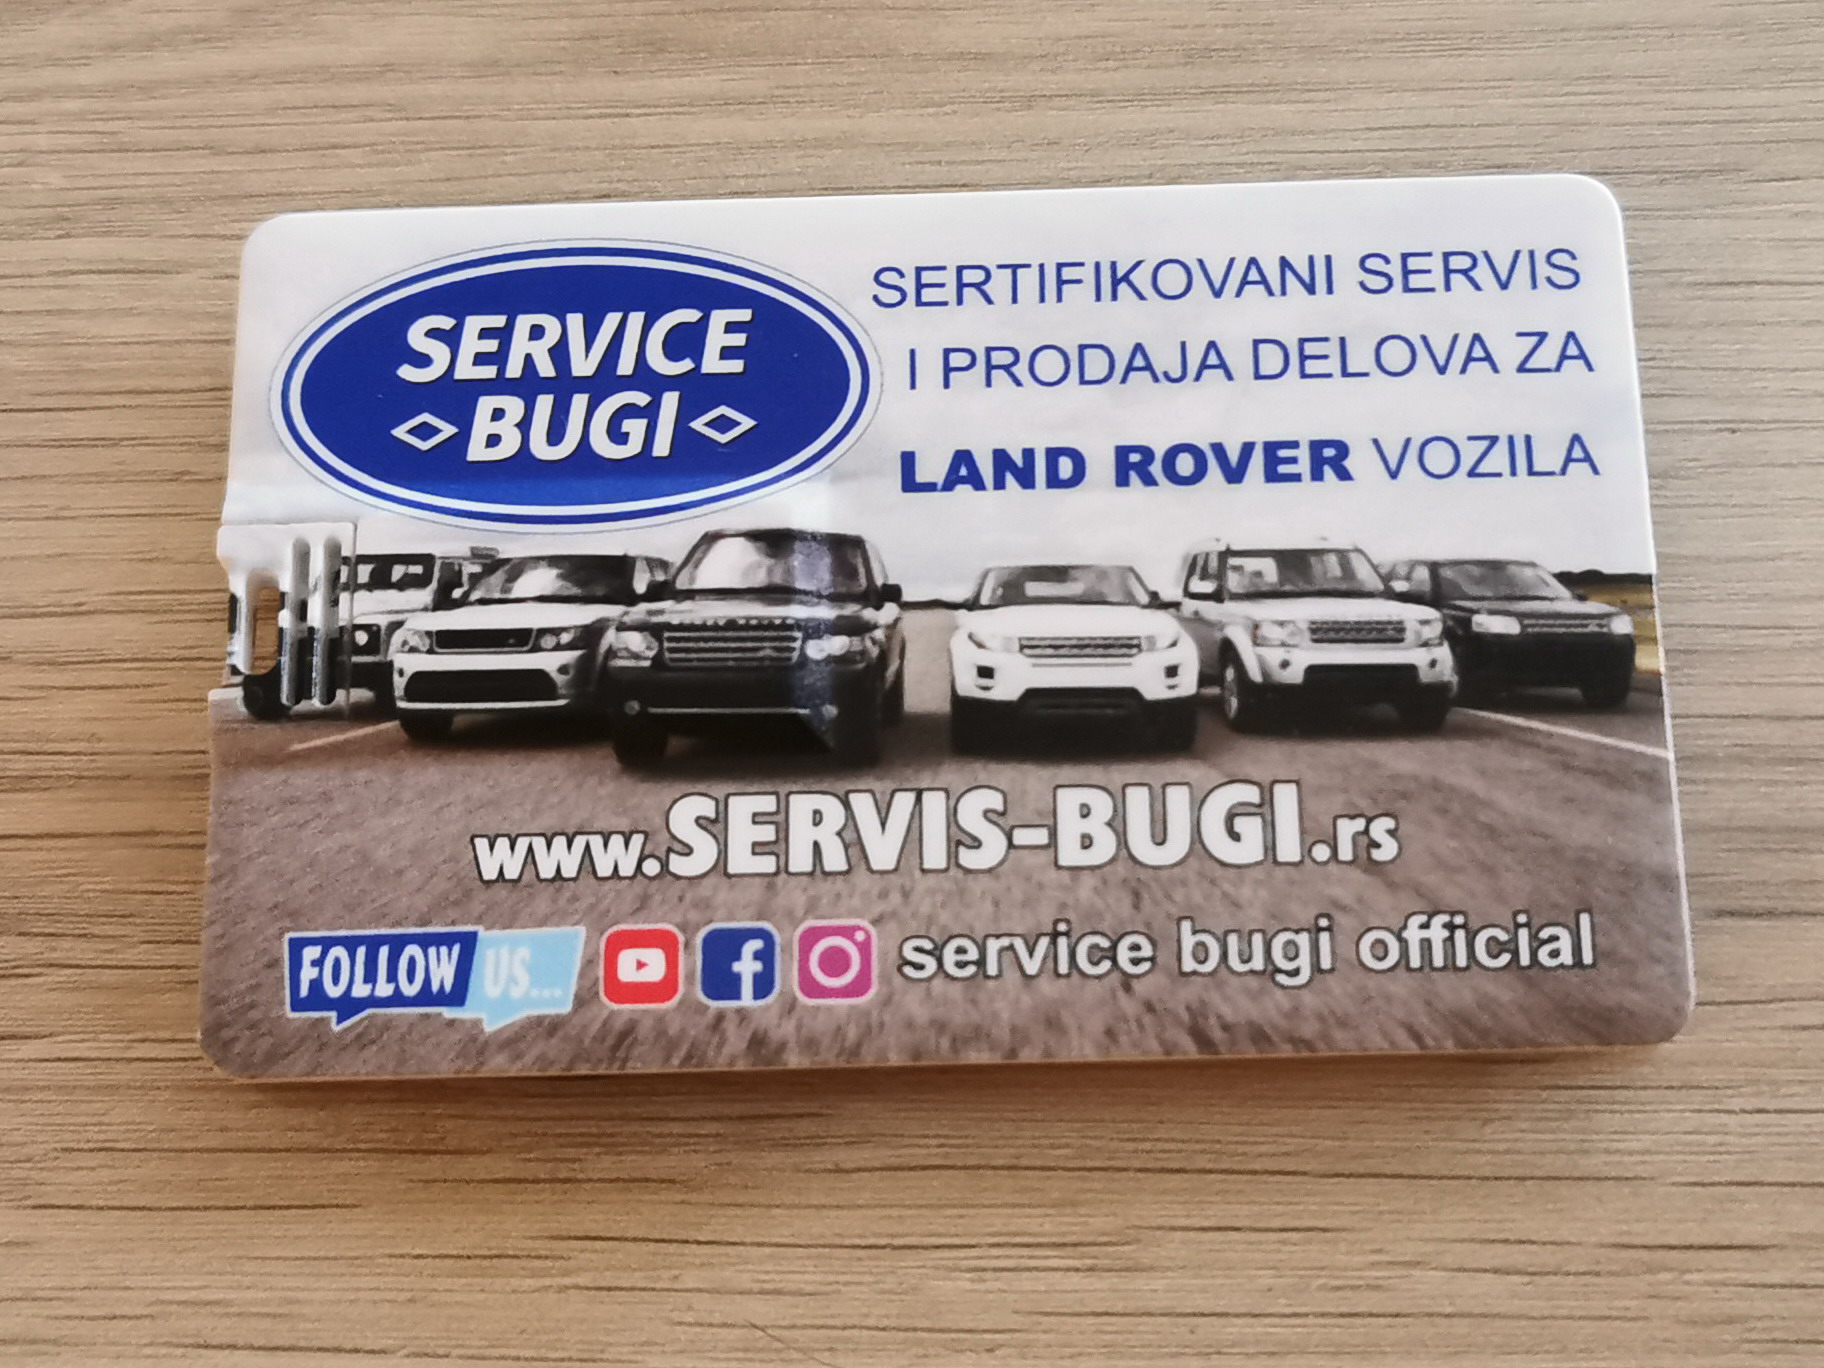 SERVICE
BUGI
SERTIFIKOVANI SERVIS
I PRODAJA DELOVA ZA
LAND ROVER VOZILA
www.SERVIS-BUGI.rs
FOLLOW US...
service bugi official